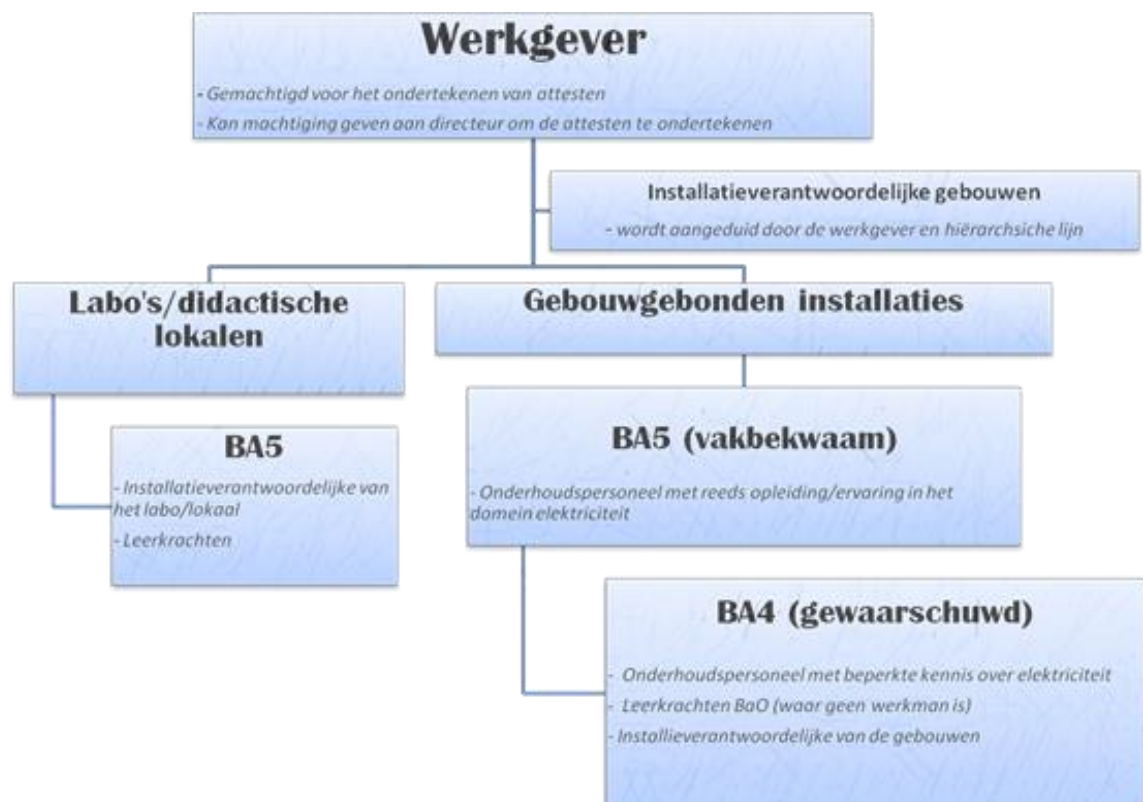 Werkgever
- Gemachtigd voor het ondertekenen van attesten
- Kan machtiging geven aan directeur om de attesten te ondertekenen
Installatieverantwoordelijke gebouwen
- wordt aangeduid door de werkgever en hiërarchsiche lijn
Labo's/didactische
lokalen
Gebouwgebonden installaties
BA5
- Installatieverantwoordelijke van
het labo/lokaal
- Leerkrachten
BA5 (vakbekwaam)
- Onderhoudspersoneel met reeds opleiding/ervaring in het
domein elektriciteit
BA4 (gewaarschuwd)
- Onderhoudspersoneel met beperkte kennis over elektriciteit
- Leerkrachten BaO (waar geen werkman is)
- Installieverantwoordelijke van de gebouwen